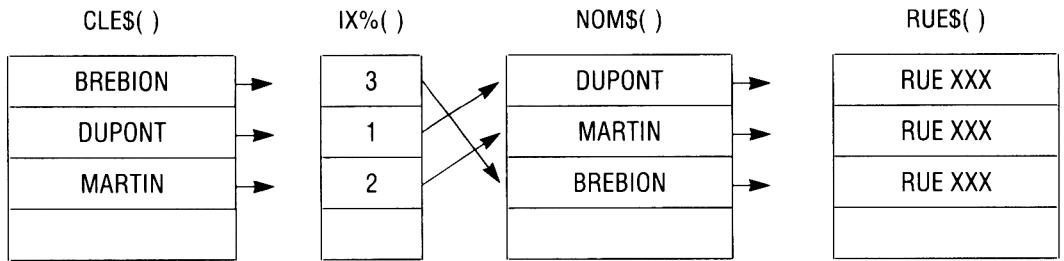 CLE$( ) IX%( ) NOM$( ) RUE$( )
BREBION 3 DUPONT RUE XXX
DUPONT 1 MARTIN RUE XXX
MARTIN 2 BREBION RUE XXX